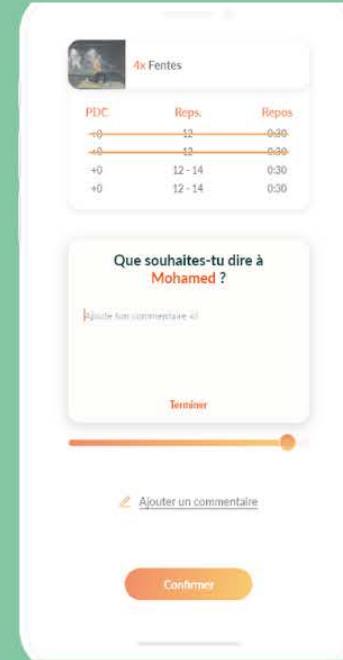 4x Fentes
PDC Reps. Repos
+0 12 0:30
+0 12 0:30
+0 12 - 14 0:30
+0 12 - 14 0:30
Que souhaites-tu dire à
Mohamed ?
Ajoute ton commentaire ici
Terminer
Ajouter un commentaire
Confirmer